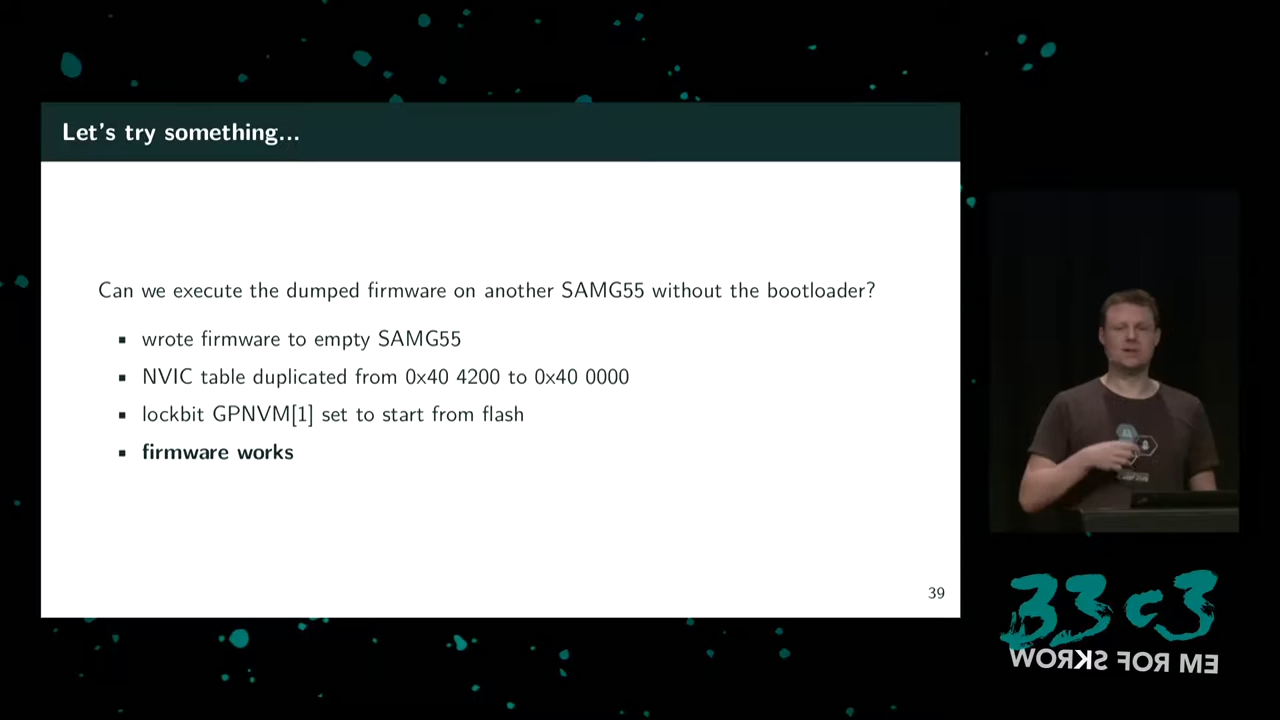 Let's try something...
Can we execute the dumped firmware on another SAMG55 without the bootloader?
▪ wrote firmware to empty SAMG55
▪ NVIC table duplicated from 0x40 4200 to 0x40 0000
▪ lockbit GPNVM[1] set to start from flash
▪ firmware works
39
33c3
WORKS FOR ME